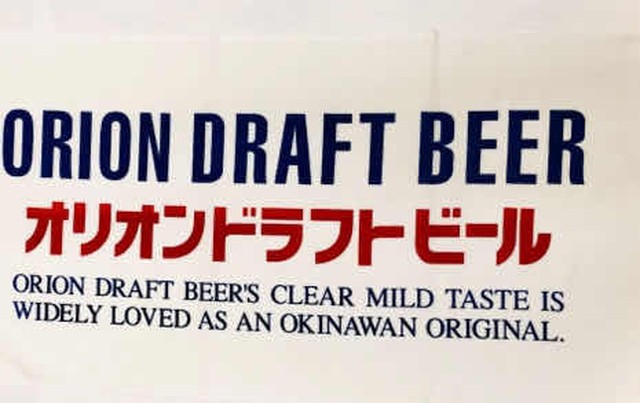 ORION DRAFT BEER
オリオンドラフトビール
ORION DRAFT BEER'S CLEAR MILD TASTE IS
WIDELY LOVED AS AN OKINAWAN ORIGINAL.